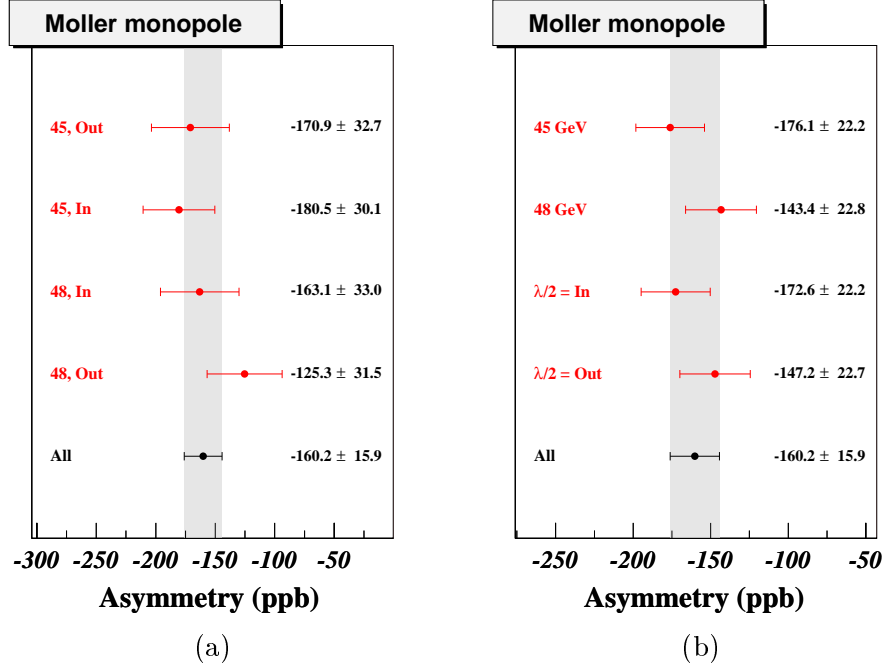 Moller monopole
45, Out -170.9 ± 32.7
45, In -180.5 ± 30.1
48, In -163.1 ± 33.0
48, Out -125.3 ± 31.5
All -160.2 ± 15.9
-300 -250 -200 -150 -100 -50
Asymmetry (ppb)
(a)
Moller monopole
45 GeV -176.1 ± 22.2
48 GeV -143.4 ± 22.8
λ/2 = In -172.6 ± 22.2
λ/2 = Out -147.2 ± 22.7
All -160.2 ± 15.9
-250 -200 -150 -100 -50
Asymmetry (ppb)
(b)